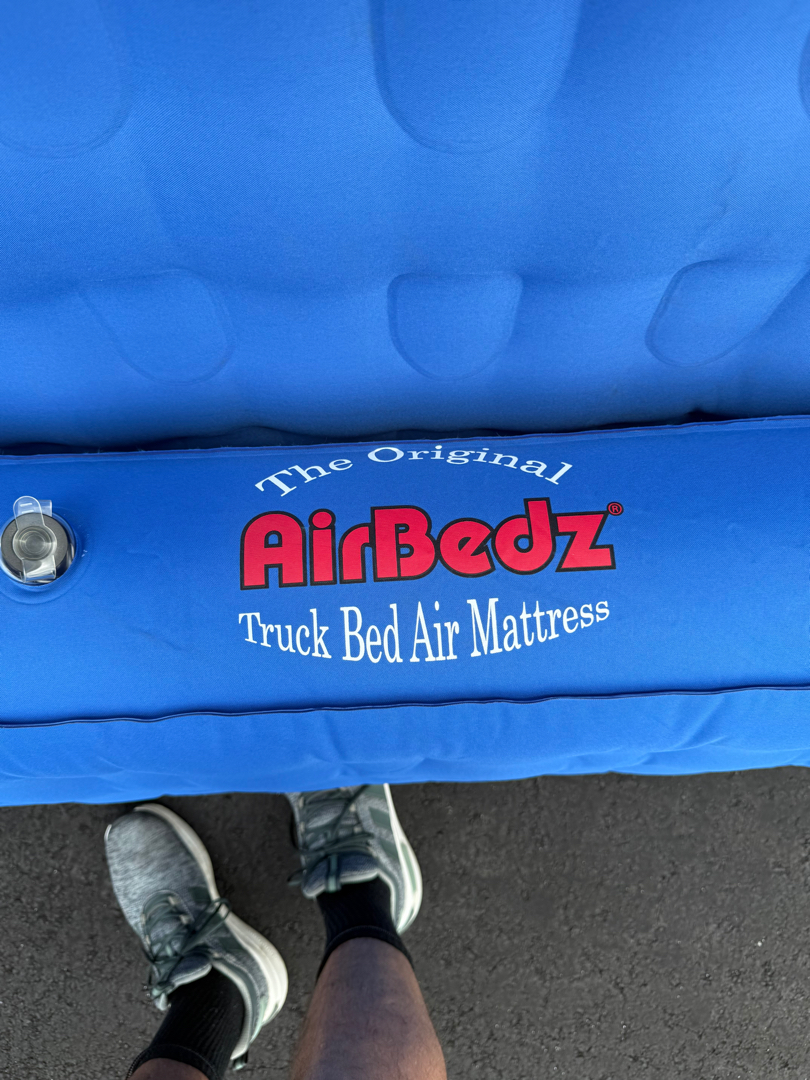 The Original
AirBedz®
Truck Bed Air Mattress